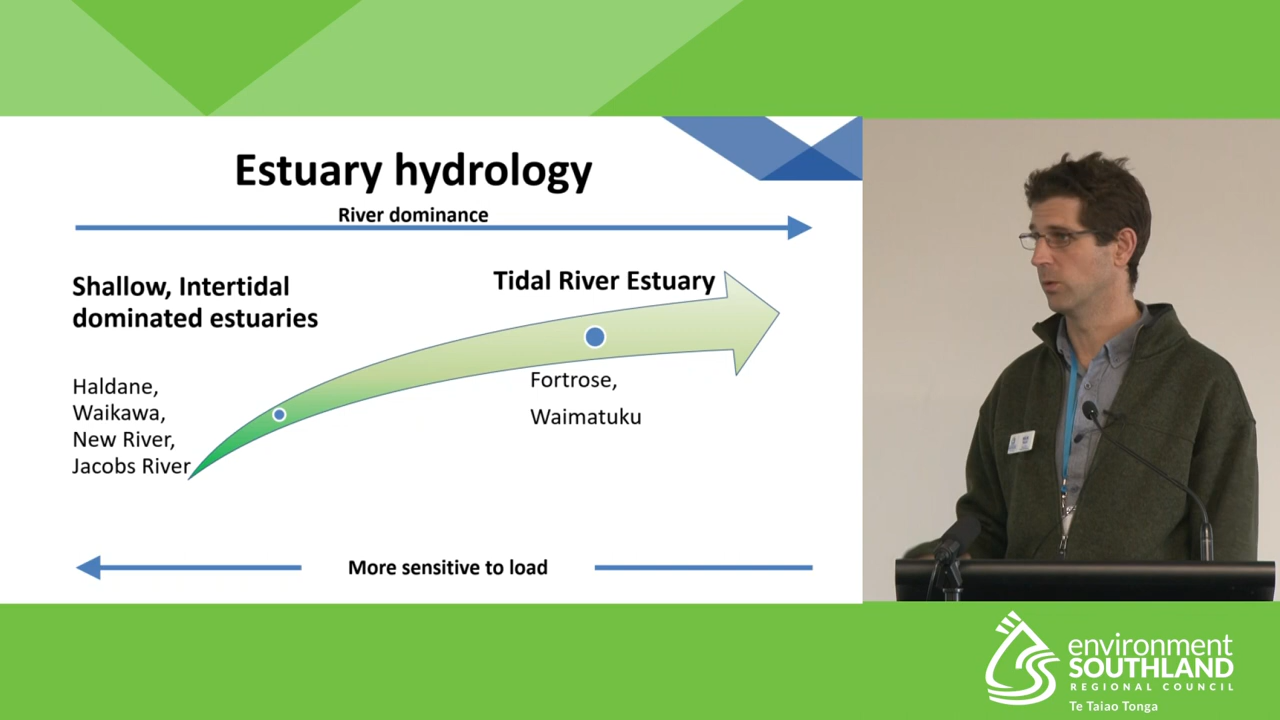 Estuary hydrology
River dominance
Shallow, Intertidal
dominated estuaries
Tidal River Estuary
Haldane,
Waikawa,
New River,
Jacobs River
Fortrose,
Waimatuku
More sensitive to load
environment
SOUTHLAND
REGIONAL COUNCIL
Te Taiao Tonga